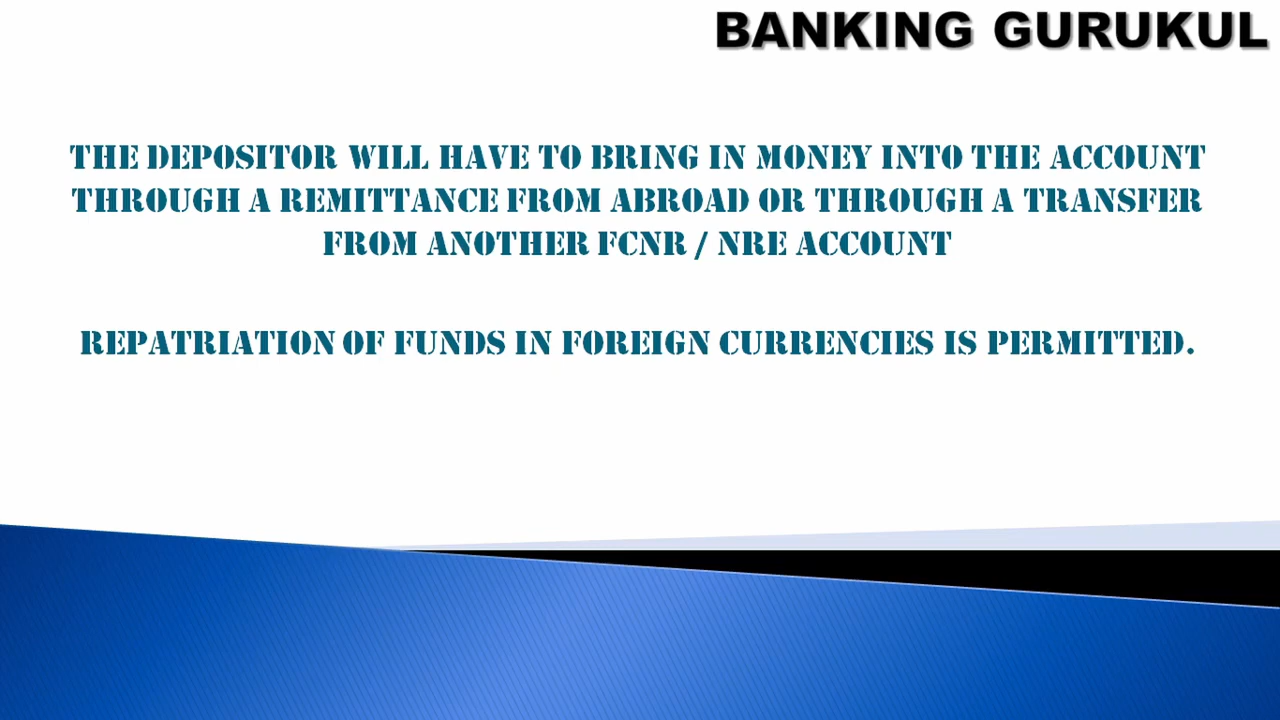 BANKING GURUKUL
THE DEPOSITOR WILL HAVE TO BRING IN MONEY INTO THE ACCOUNT
THROUGH A REMITTANCE FROM ABROAD OR THROUGH A TRANSFER
FROM ANOTHER FCNR / NRE ACCOUNT
REPATRIATION OF FUNDS IN FOREIGN CURRENCIES IS PERMITTED.